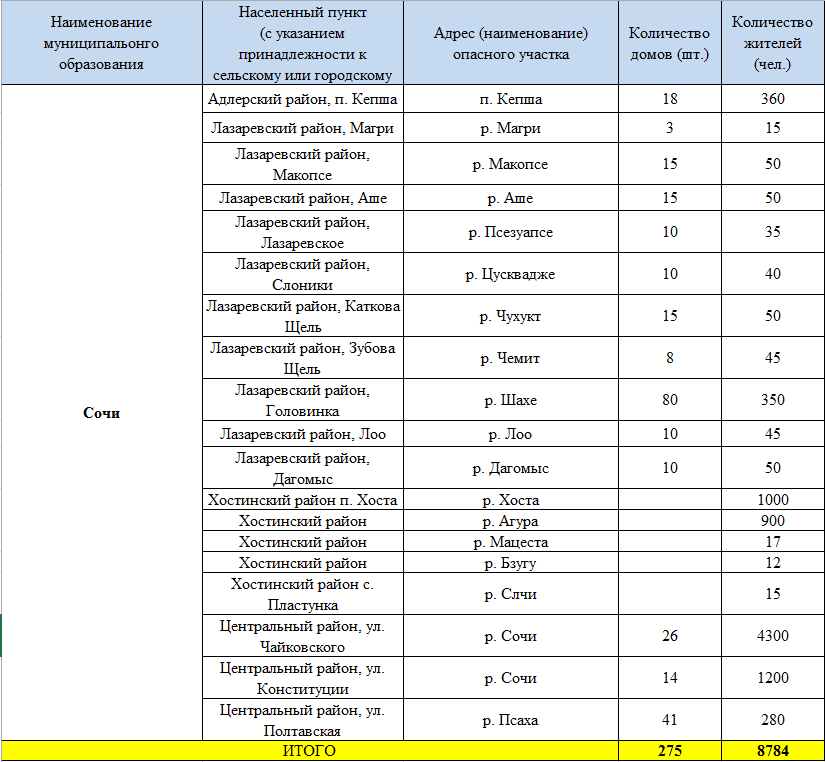 Наименование
муниципальонго
образования
Населенный пункт
(с указанием
принадлежности к
сельскому или городскому
Адрес (наименование)
опасного участка
Количество
домов (шт.)
Количество
жителей
(чел.)
Сочи
Адлерский район, п. Кепша
п. Кепша
18
360
Лазаревский район, Магри
р. Магри
3
15
Лазаревский район,
Макопсе
р. Макопсе
15
50
Лазаревский район, Аше
р. Аше
15
50
Лазаревский район,
Лазаревское
р. Псезуапсе
10
35
Лазаревский район,
Слоники
р. Цусквадже
10
40
Лазаревский район, Каткова
Щель
р. Чухукт
15
50
Лазаревский район, Зубова
Щель
р. Чемит
8
45
Лазаревский район,
Головинка
р. Шахе
80
350
Лазаревский район, Лоо
р. Лоо
10
45
Лазаревский район,
Дагомыс
р. Дагомыс
10
50
Хостинский район п. Хоста
р. Хоста
1000
Хостинский район
р. Агура
900
Хостинский район
р. Мацеста
17
Хостинский район
р. Бзугу
12
Хостинский район с.
Пластунка
р. Слчи
15
Центральный район, ул.
Чайковского
р. Сочи
26
4300
Центральный район, ул.
Конституции
р. Сочи
14
1200
Центральный район, ул.
Полтавская
р. Псаха
41
280
ИТОГО
275
8784